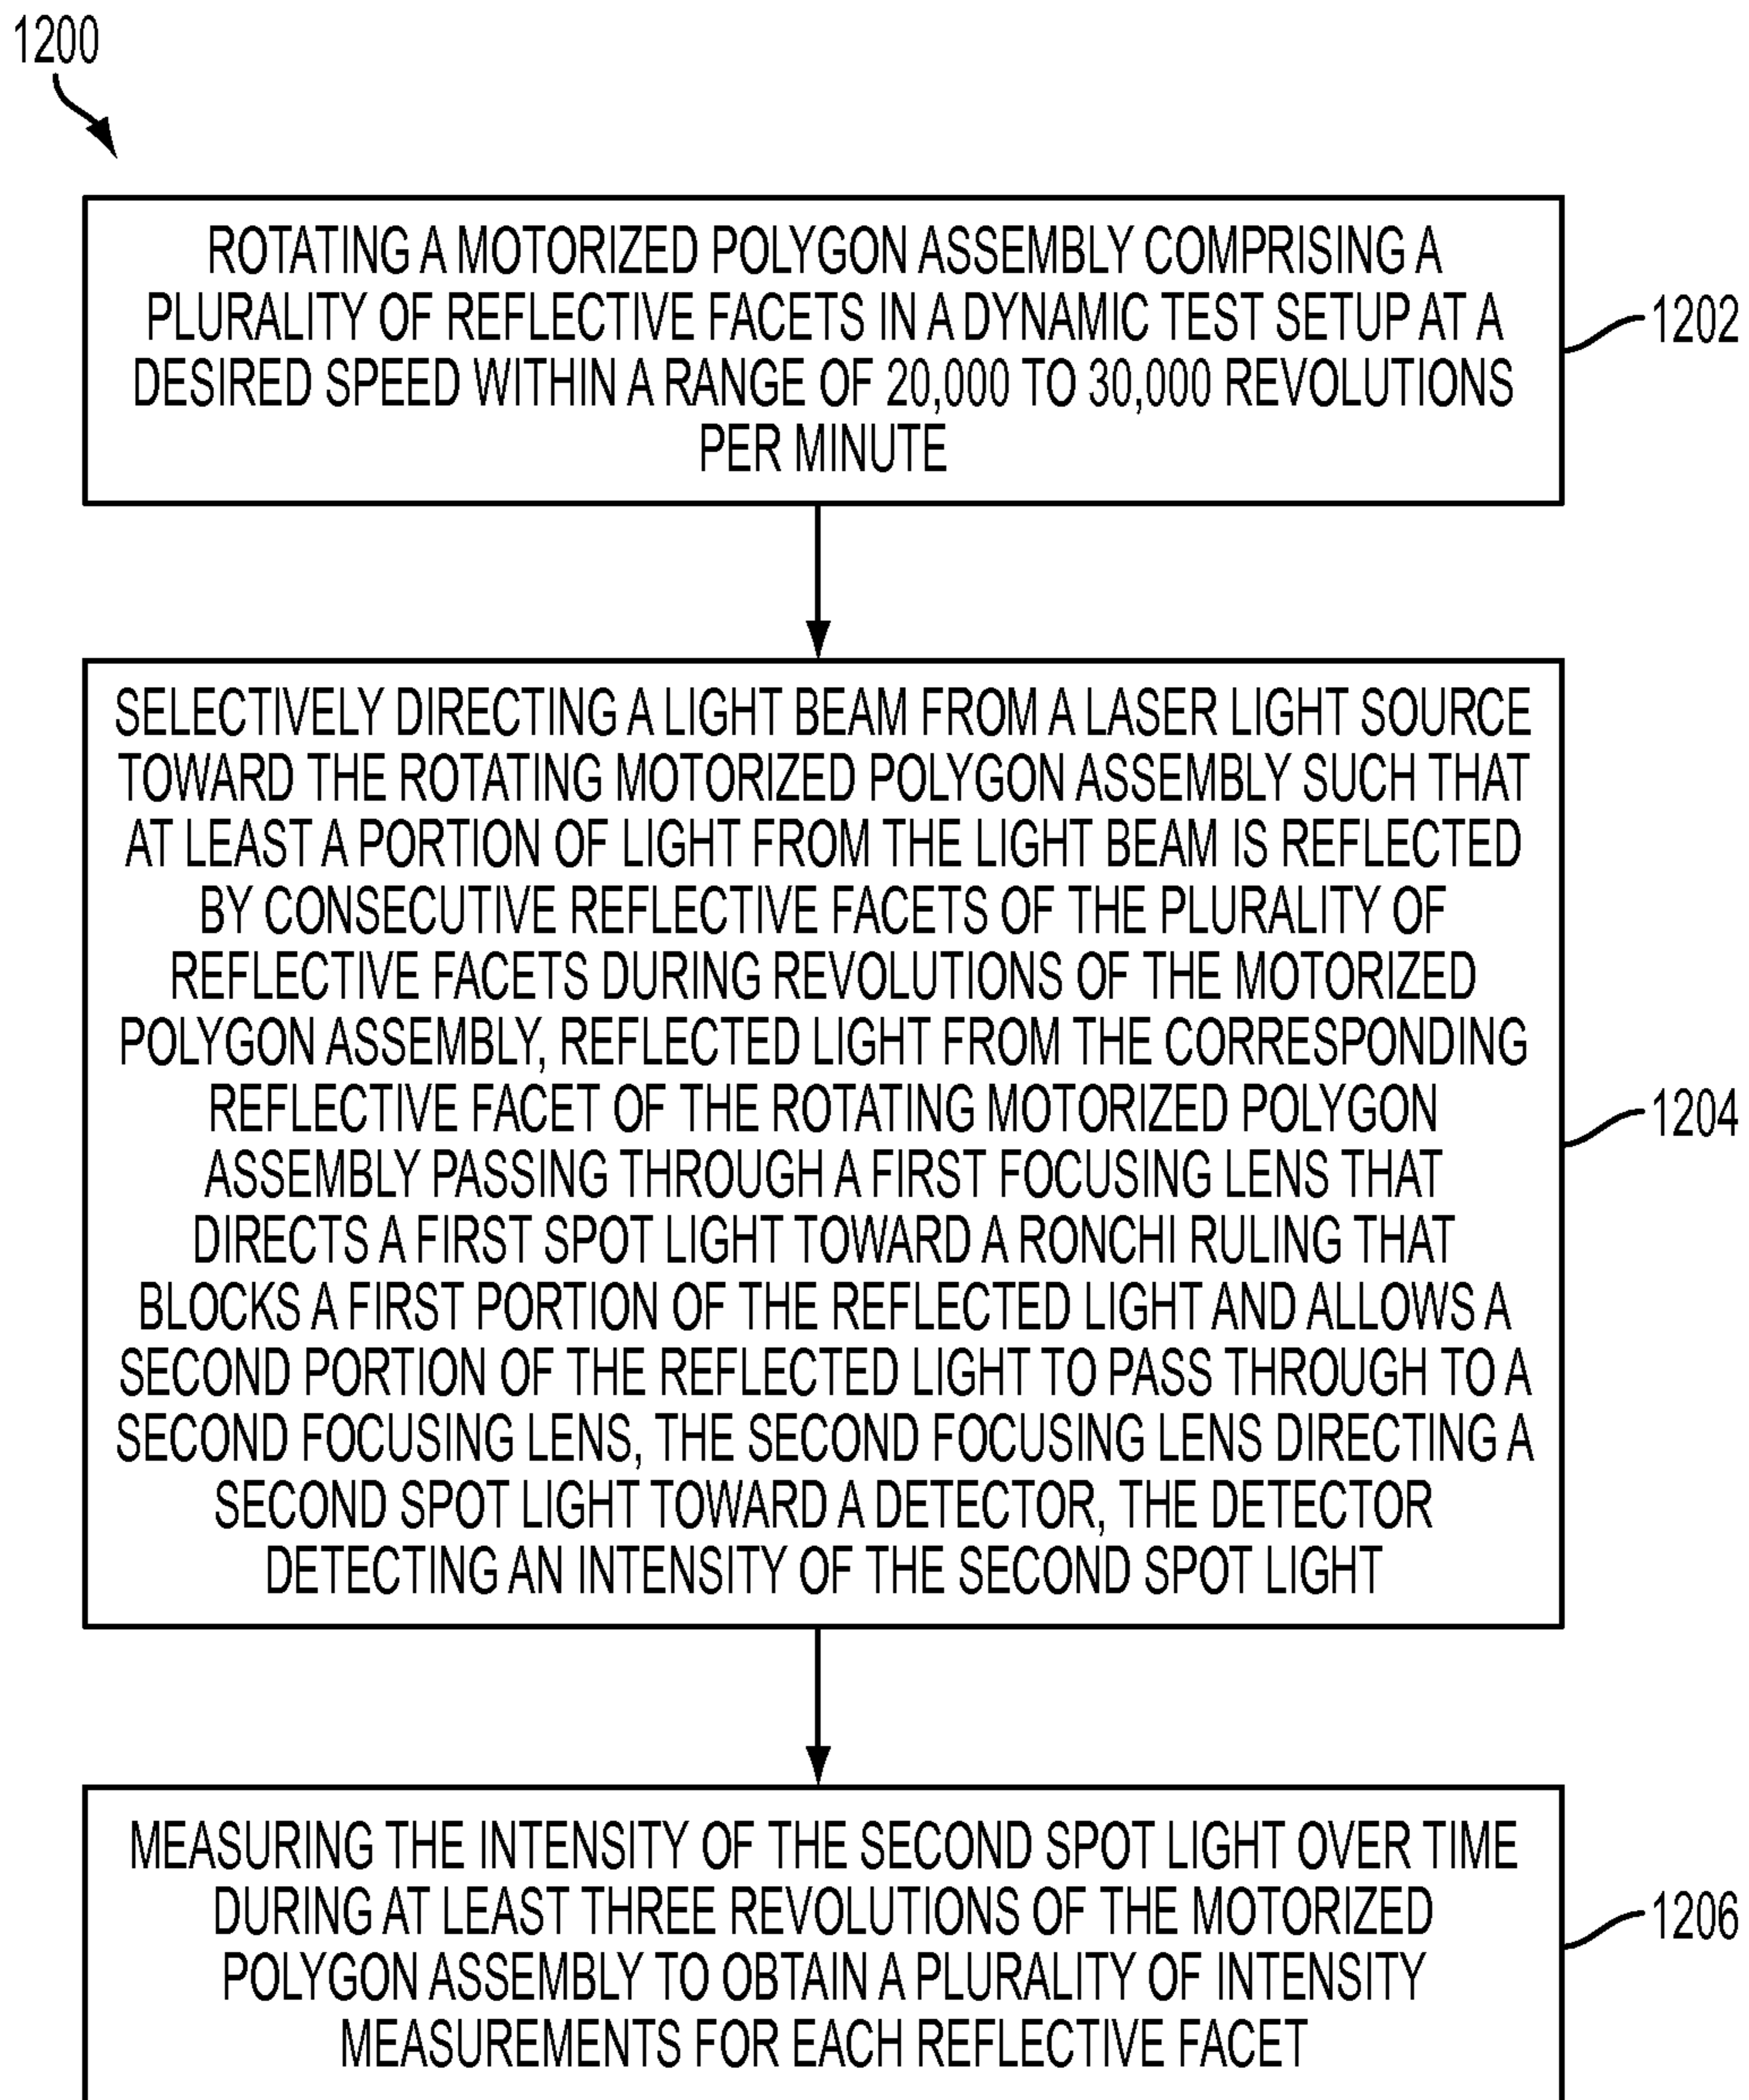 1200
ROTATING A MOTORIZED POLYGON ASSEMBLY COMPRISING A
PLURALITY OF REFLECTIVE FACETS IN A DYNAMIC TEST SETUP AT A
DESIRED SPEED WITHIN A RANGE OF 20,000 TO 30,000 REVOLUTIONS
PER MINUTE
1202
SELECTIVELY DIRECTING A LIGHT BEAM FROM A LASER LIGHT SOURCE
TOWARD THE ROTATING MOTORIZED POLYGON ASSEMBLY SUCH THAT
AT LEAST A PORTION OF LIGHT FROM THE LIGHT BEAM IS REFLECTED
BY CONSECUTIVE REFLECTIVE FACETS OF THE PLURALITY OF
REFLECTIVE FACETS DURING REVOLUTIONS OF THE MOTORIZED
POLYGON ASSEMBLY, REFLECTED LIGHT FROM THE CORRESPONDING
REFLECTIVE FACET OF THE ROTATING MOTORIZED POLYGON
ASSEMBLY PASSING THROUGH A FIRST FOCUSING LENS THAT
DIRECTS A FIRST SPOT LIGHT TOWARD A RONCHI RULING THAT
BLOCKS A FIRST PORTION OF THE REFLECTED LIGHT AND ALLOWS A
SECOND PORTION OF THE REFLECTED LIGHT TO PASS THROUGH TO A
SECOND FOCUSING LENS, THE SECOND FOCUSING LENS DIRECTING A
SECOND SPOT LIGHT TOWARD A DETECTOR, THE DETECTOR
DETECTING AN INTENSITY OF THE SECOND SPOT LIGHT
1204
MEASURING THE INTENSITY OF THE SECOND SPOT LIGHT OVER TIME
DURING AT LEAST THREE REVOLUTIONS OF THE MOTORIZED
POLYGON ASSEMBLY TO OBTAIN A PLURALITY OF INTENSITY
MEASUREMENTS FOR EACH REFLECTIVE FACET
1206